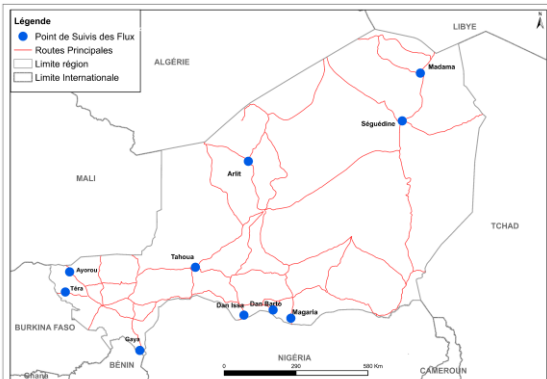 Légende
Point de Suivis des Flux
Routes Principales
Limite région
Limite Internationale
N
LIBYE
ALGÉRIE
Madama
Séguédine
Arlit
MALI
TCHAD
Tahoua
Ayorou
Téra
Dan Issa
Dan Barto
Magaria
BURKINA FASO
Gaya
BÉNIN
NIGÉRIA
CAMEROUN
Ghana
0 290 580 Km